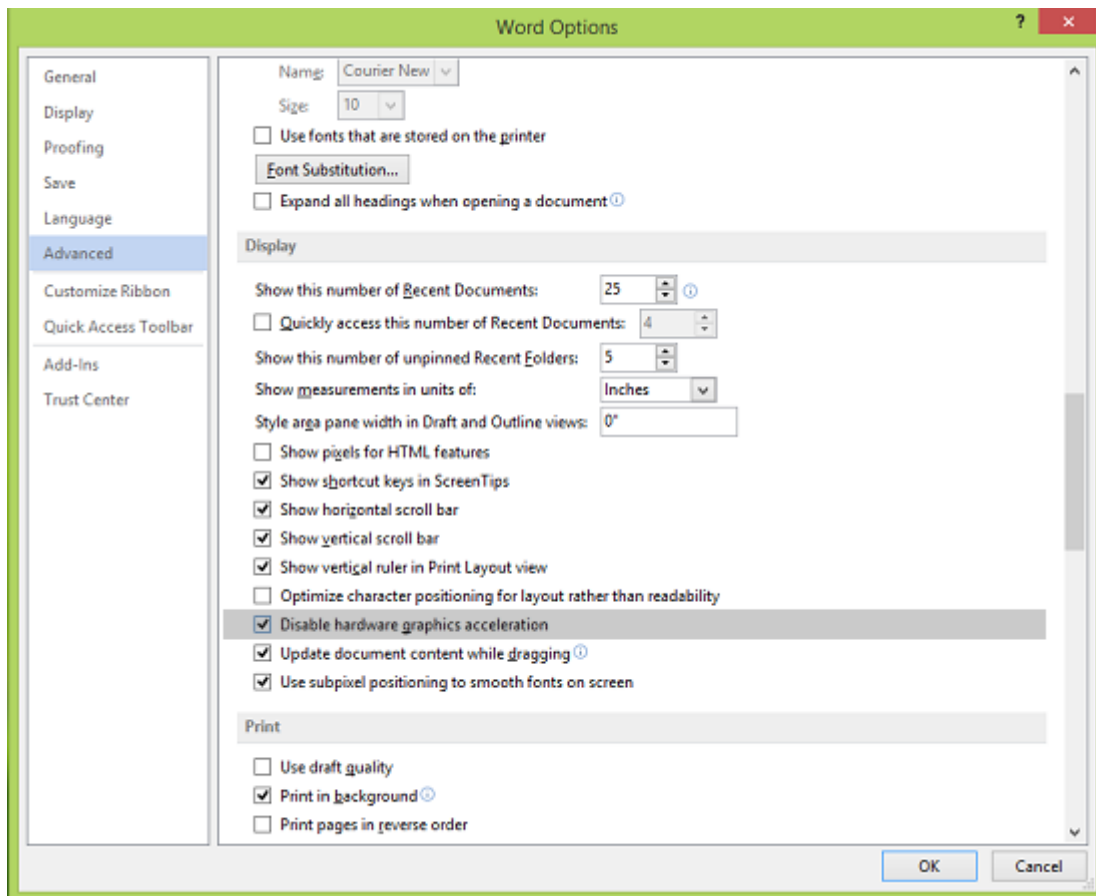 Word Options
?
×
General
Display
Proofing
Save
Language
Advanced
Customize Ribbon
Quick Access Toolbar
Add-Ins
Trust Center
Name: Courier New
Size: 10
Use fonts that are stored on the printer
Font Substitution...
Expand all headings when opening a document
Display
Show this number of Recent Documents: 25
Quickly access this number of Recent Documents: 4
Show this number of unpinned Recent Folders: 5
Show measurements in units of: Inches
Style area pane width in Draft and Outline views: 0"
Show pixels for HTML features
Show shortcut keys in ScreenTips
Show horizontal scroll bar
Show vertical scroll bar
Show vertical ruler in Print Layout view
Optimize character positioning for layout rather than readability
Disable hardware graphics acceleration
Update document content while dragging
Use subpixel positioning to smooth fonts on screen
Print
Use draft quality
Print in background
Print pages in reverse order
OK Cancel